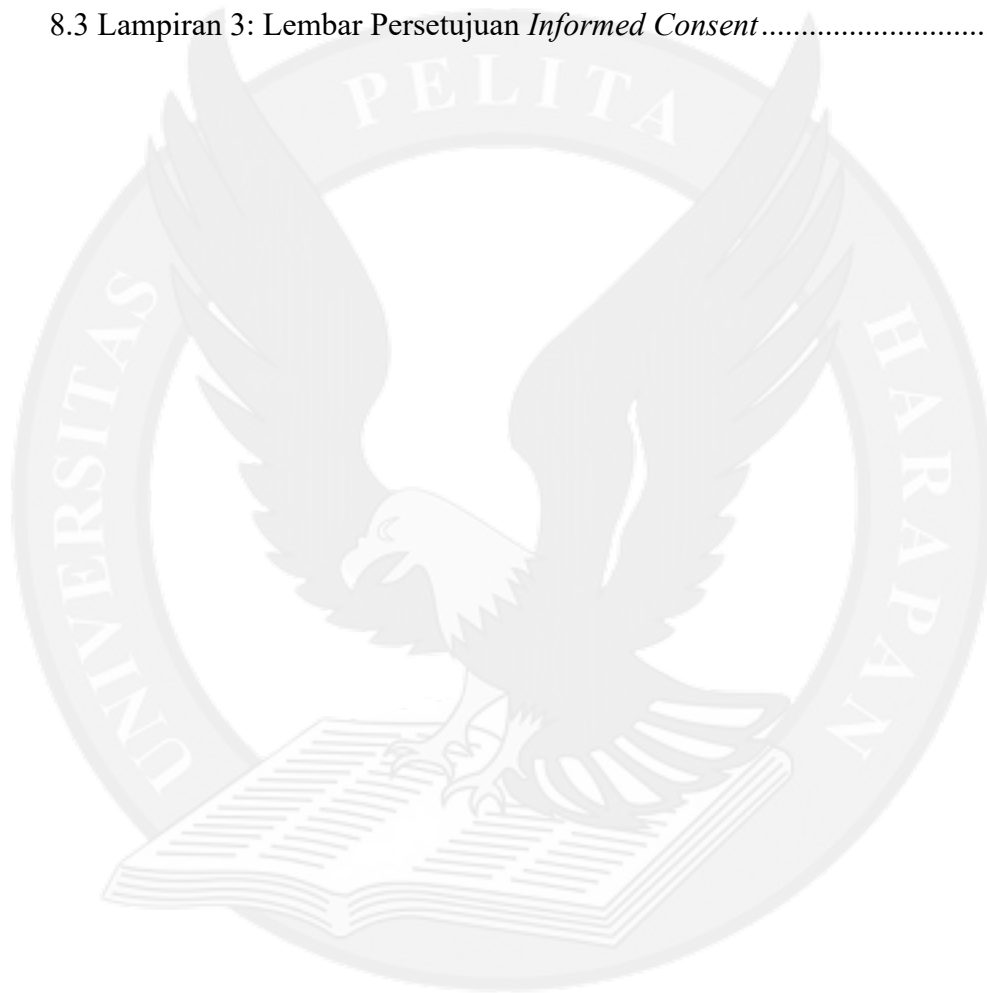 8.3 Lampiran 3: Lembar Persetujuan Informed Consent............................
PELITA
UNIVERSITAS
HARAPAN